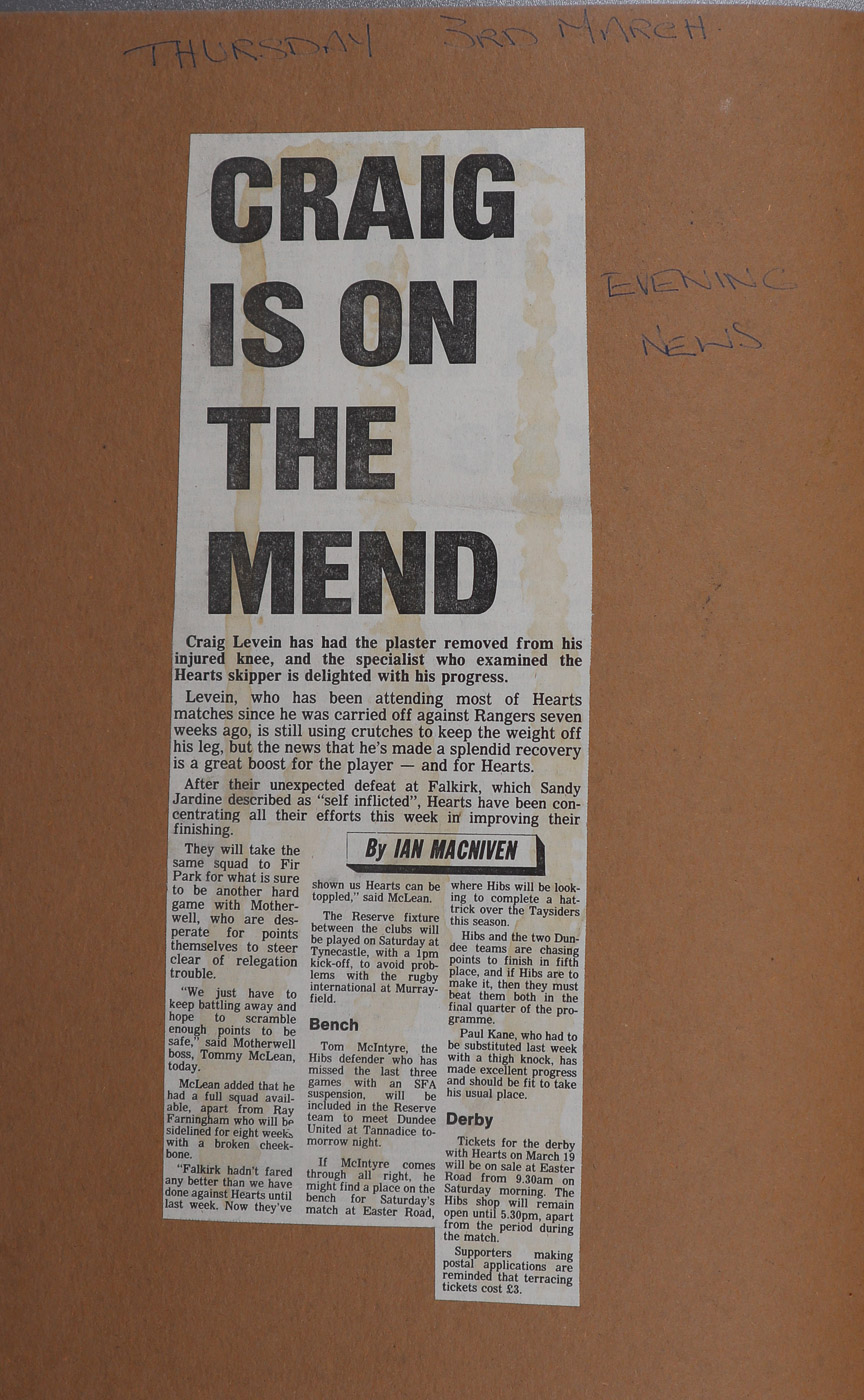 THURSDAY 3RD MARCH.
EVENING
NEWS
CRAIG
IS ON
THE
MEND
Craig Levein has had the plaster removed from his
injured knee, and the specialist who examined the
Hearts skipper is delighted with his progress.
Levein, who has been attending most of Hearts
matches since he was carried off against Rangers seven
weeks ago, is still using crutches to keep the weight off
his leg, but the news that he's made a splendid recovery
is a great boost for the player — and for Hearts.
After their unexpected defeat at Falkirk, which Sandy
Jardine described as "self inflicted", Hearts have been con-
centrating all their efforts this week in improving their
finishing.
By IAN MACNIVEN
They will take the
same squad to Fir
Park for what is sure
to be another hard
game with Mother-
well, who are des-
perate for points
themselves to steer
clear of relegation
trouble.
"We just have to
keep battling away and
hope to scramble
enough points to be
safe," said Motherwell
boss, Tommy McLean,
today.
McLean added that he
had a full squad avail-
able, apart from Ray
Farningham who will be
sidelined for eight weeks
with a broken cheek-
bone.
"Falkirk hadn't fared
any better than we have
done against Hearts until
last week. Now they've
shown us Hearts can be
toppled," said McLean.
The Reserve fixture
between the clubs will
be played on Saturday at
Tynecastle, with a 1pm
kick-off, to avoid prob-
lems with the rugby
international at Murray-
field.
Bench
Tom McIntyre, the
Hibs defender who has
missed the last three
games with an SFA
suspension, will be
included in the Reserve
team to meet Dundee
United at Tannadice to-
morrow night.
If McIntyre comes
through all right, he
might find a place on the
bench for Saturday's
match at Easter Road,
where Hibs will be look-
ing to complete a hat-
trick over the Taysiders
this season.
Hibs and the two Dun-
dee teams are chasing
points to finish in fifth
place, and if Hibs are to
make it, then they must
beat them both in the
final quarter of the pro-
gramme.
Paul Kane, who had to
be substituted last week
with a thigh knock, has
made excellent progress
and should be fit to take
his usual place.
Derby
Tickets for the derby
with Hearts on March 19
will be on sale at Easter
Road from 9.30am on
Saturday morning. The
Hibs shop will remain
open until 5.30pm, apart
from the period during
the match.
Supporters making
postal applications are
reminded that terracing
tickets cost £3.